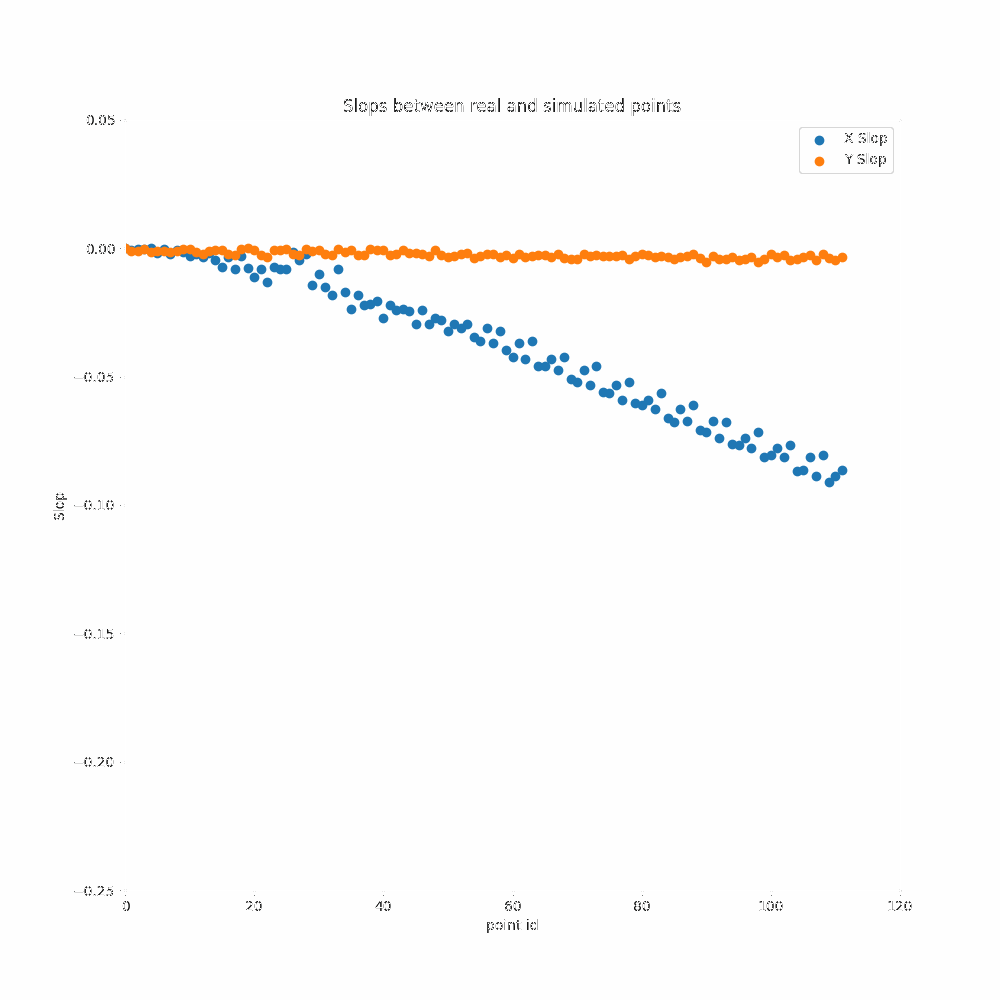 Slops between real and simulated points
0.05
X Slop
Y Slop
0.00
−0.05
−0.10
Slop
−0.15
−0.20
−0.25
0 20 40 60 80 100 120
point id